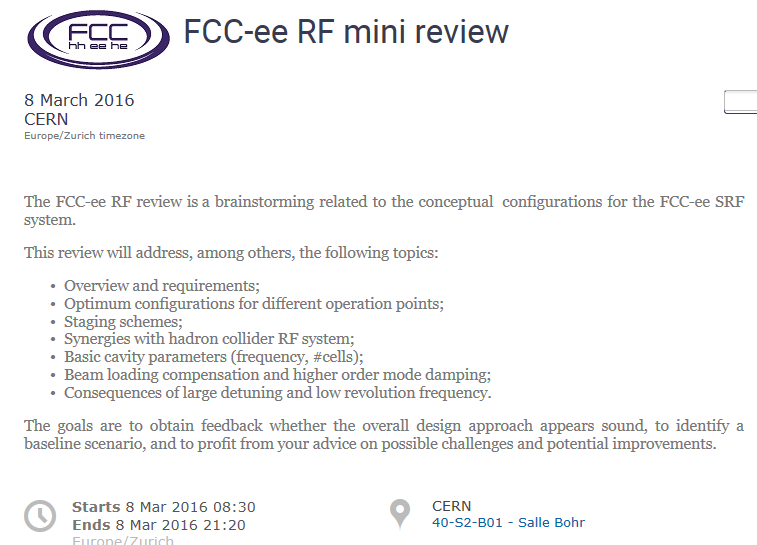 FCC
hh ee he
FCC-ee RF mini review
8 March 2016
CERN
Europe/Zurich timezone
The FCC-ee RF review is a brainstorming related to the conceptual configurations for the FCC-ee SRF
system.
This review will address, among others, the following topics:
• Overview and requirements;
• Optimum configurations for different operation points;
• Staging schemes;
• Synergies with hadron collider RF system;
• Basic cavity parameters (frequency, #cells);
• Beam loading compensation and higher order mode damping;
• Consequences of large detuning and low revolution frequency.
The goals are to obtain feedback whether the overall design approach appears sound, to identify a
baseline scenario, and to profit from your advice on possible challenges and potential improvements.
Starts 8 Mar 2016 08:30
Ends 8 Mar 2016 21:20
Europe/Zurich
CERN
40-S2-B01 - Salle Bohr